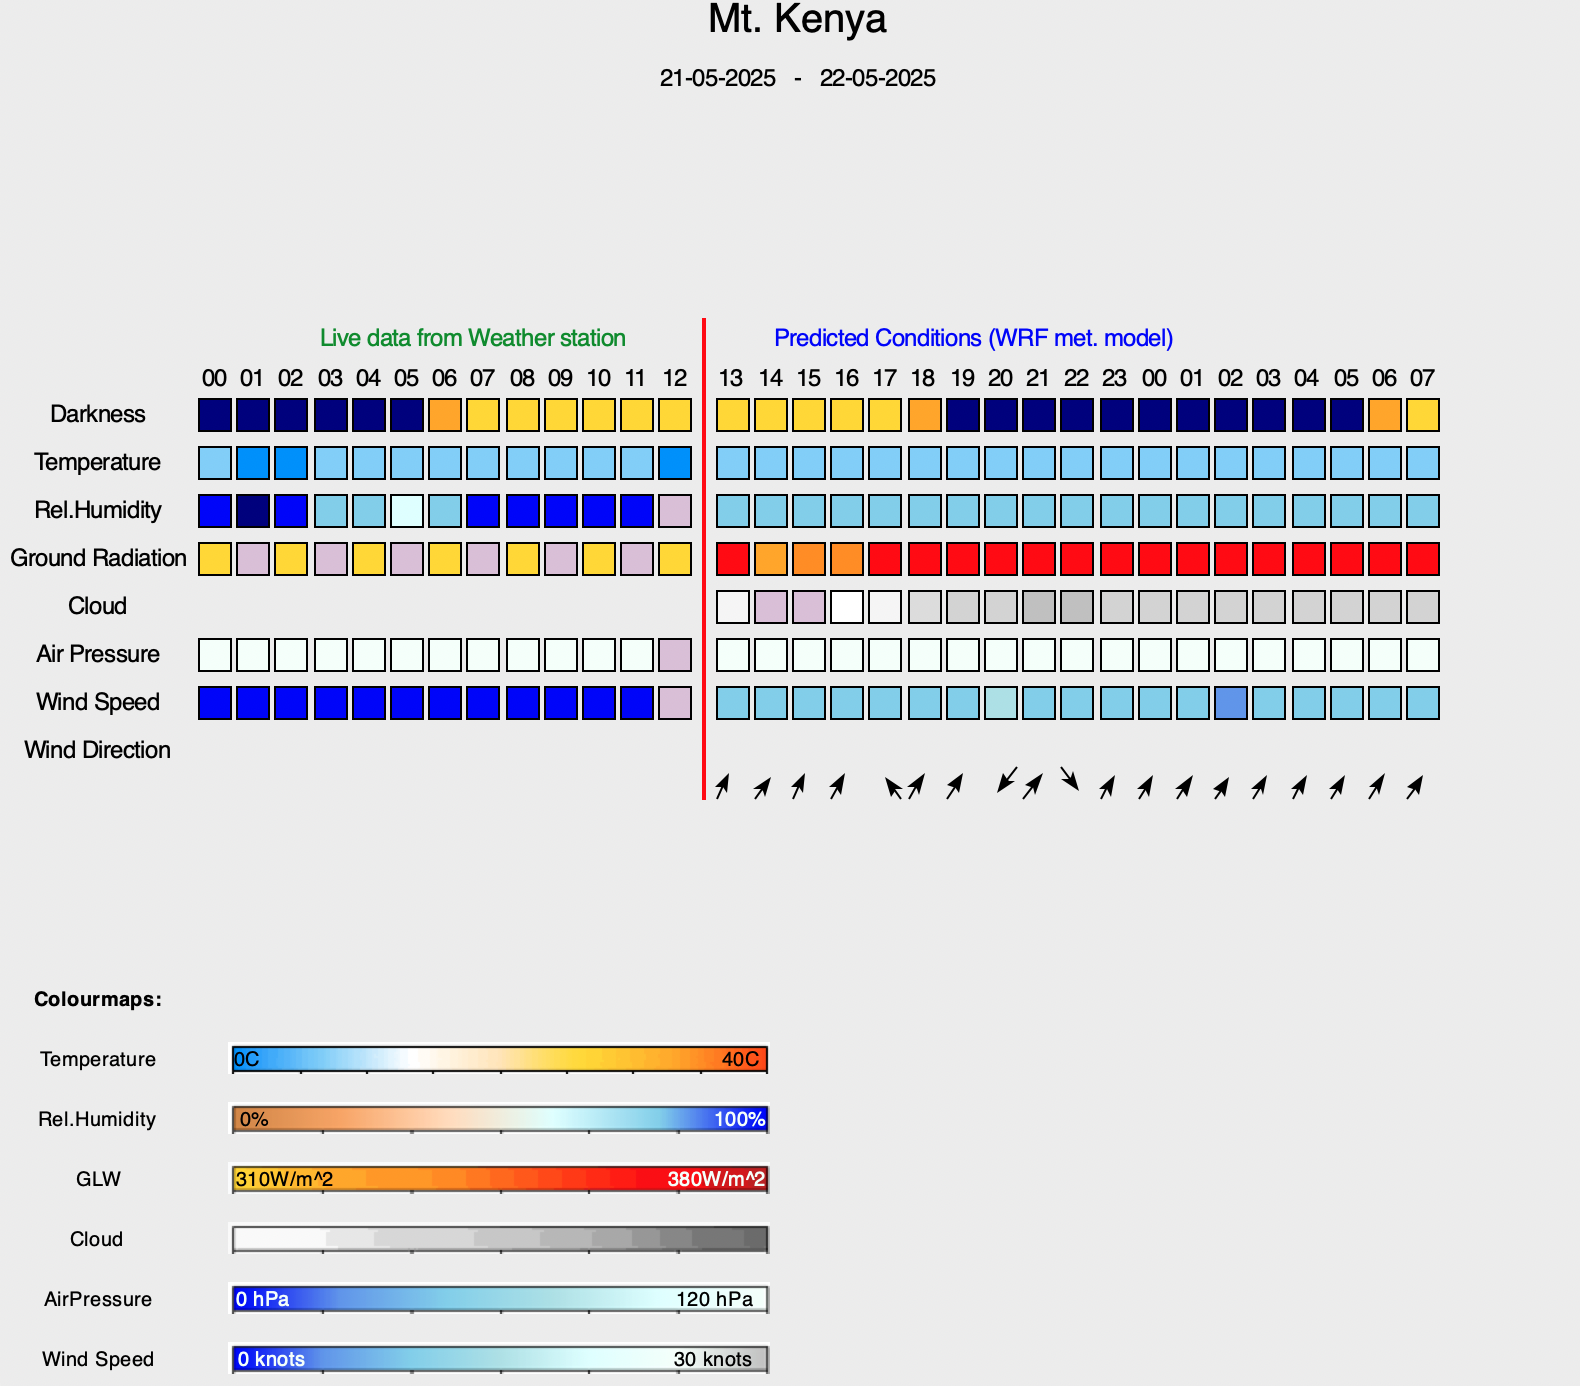 Mt. Kenya
21-05-2025 - 22-05-2025
Live data from Weather station
Predicted Conditions (WRF met. model)
00 01 02 03 04 05 06 07 08 09 10 11 12 13 14 15 16 17 18 19 20 21 22 23 00 01 02 03 04 05 06 07
Darkness
Temperature
Rel.Humidity
Ground Radiation
Cloud
Air Pressure
Wind Speed
Wind Direction
Colourmaps:
Temperature 0C 40C
Rel.Humidity 0% 100%
GLW 310W/m^2 380W/m^2
Cloud
AirPressure 0 hPa 120 hPa
Wind Speed 0 knots 30 knots